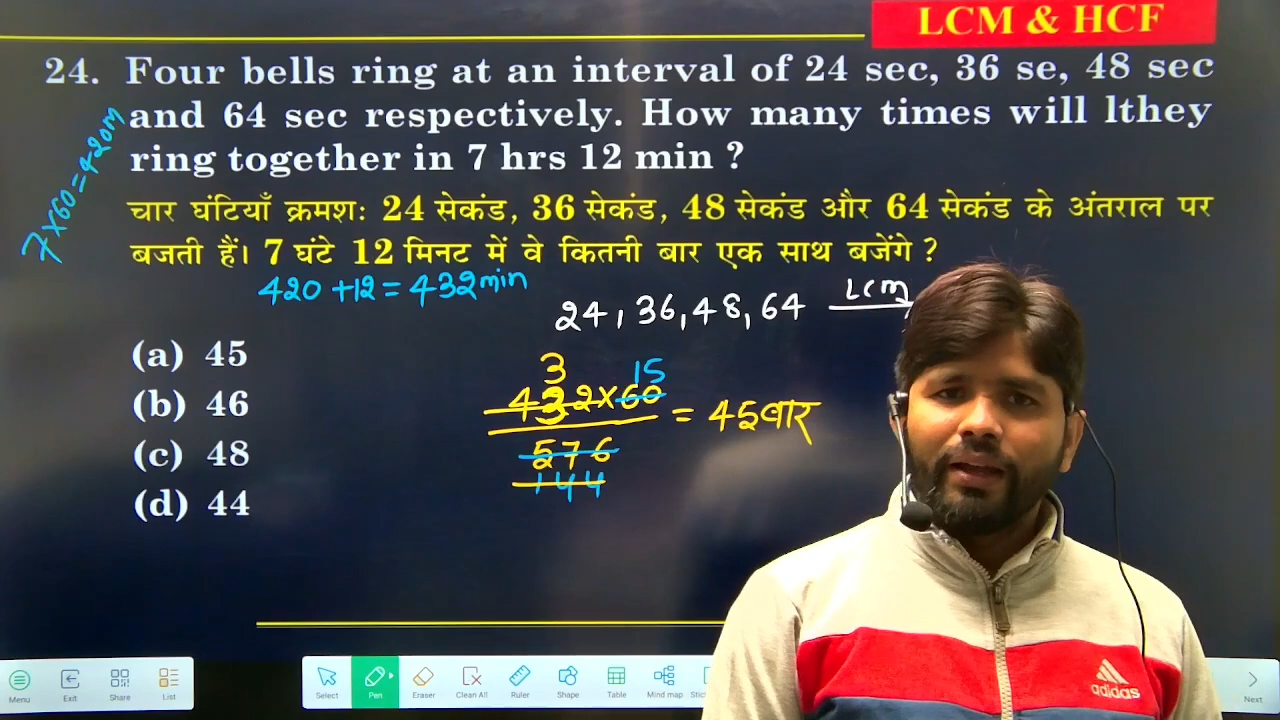 LCM & HCF
24. Four bells ring at an interval of 24 sec, 36 se, 48 sec
and 64 sec respectively. How many times will lthey
ring together in 7 hrs 12 min ?
7x60=420m
चार घंटियाँ क्रमशः 24 सेकंड, 36 सेकंड, 48 सेकंड और 64 सेकंड के अंतराल पर
बजती हैं। 7 घंटे 12 मिनट में वे कितनी बार एक साथ बजेंगे ?
420 +12 = 432min
24, 36, 48, 64 Lcm
(a) 45
(b) 46
(c) 48
(d) 44
3 15
432x60 = 45बार
576
144
adidas
Menu Exit Share List Select Pen Eraser Clean All Ruler Shape Table Mind map Next